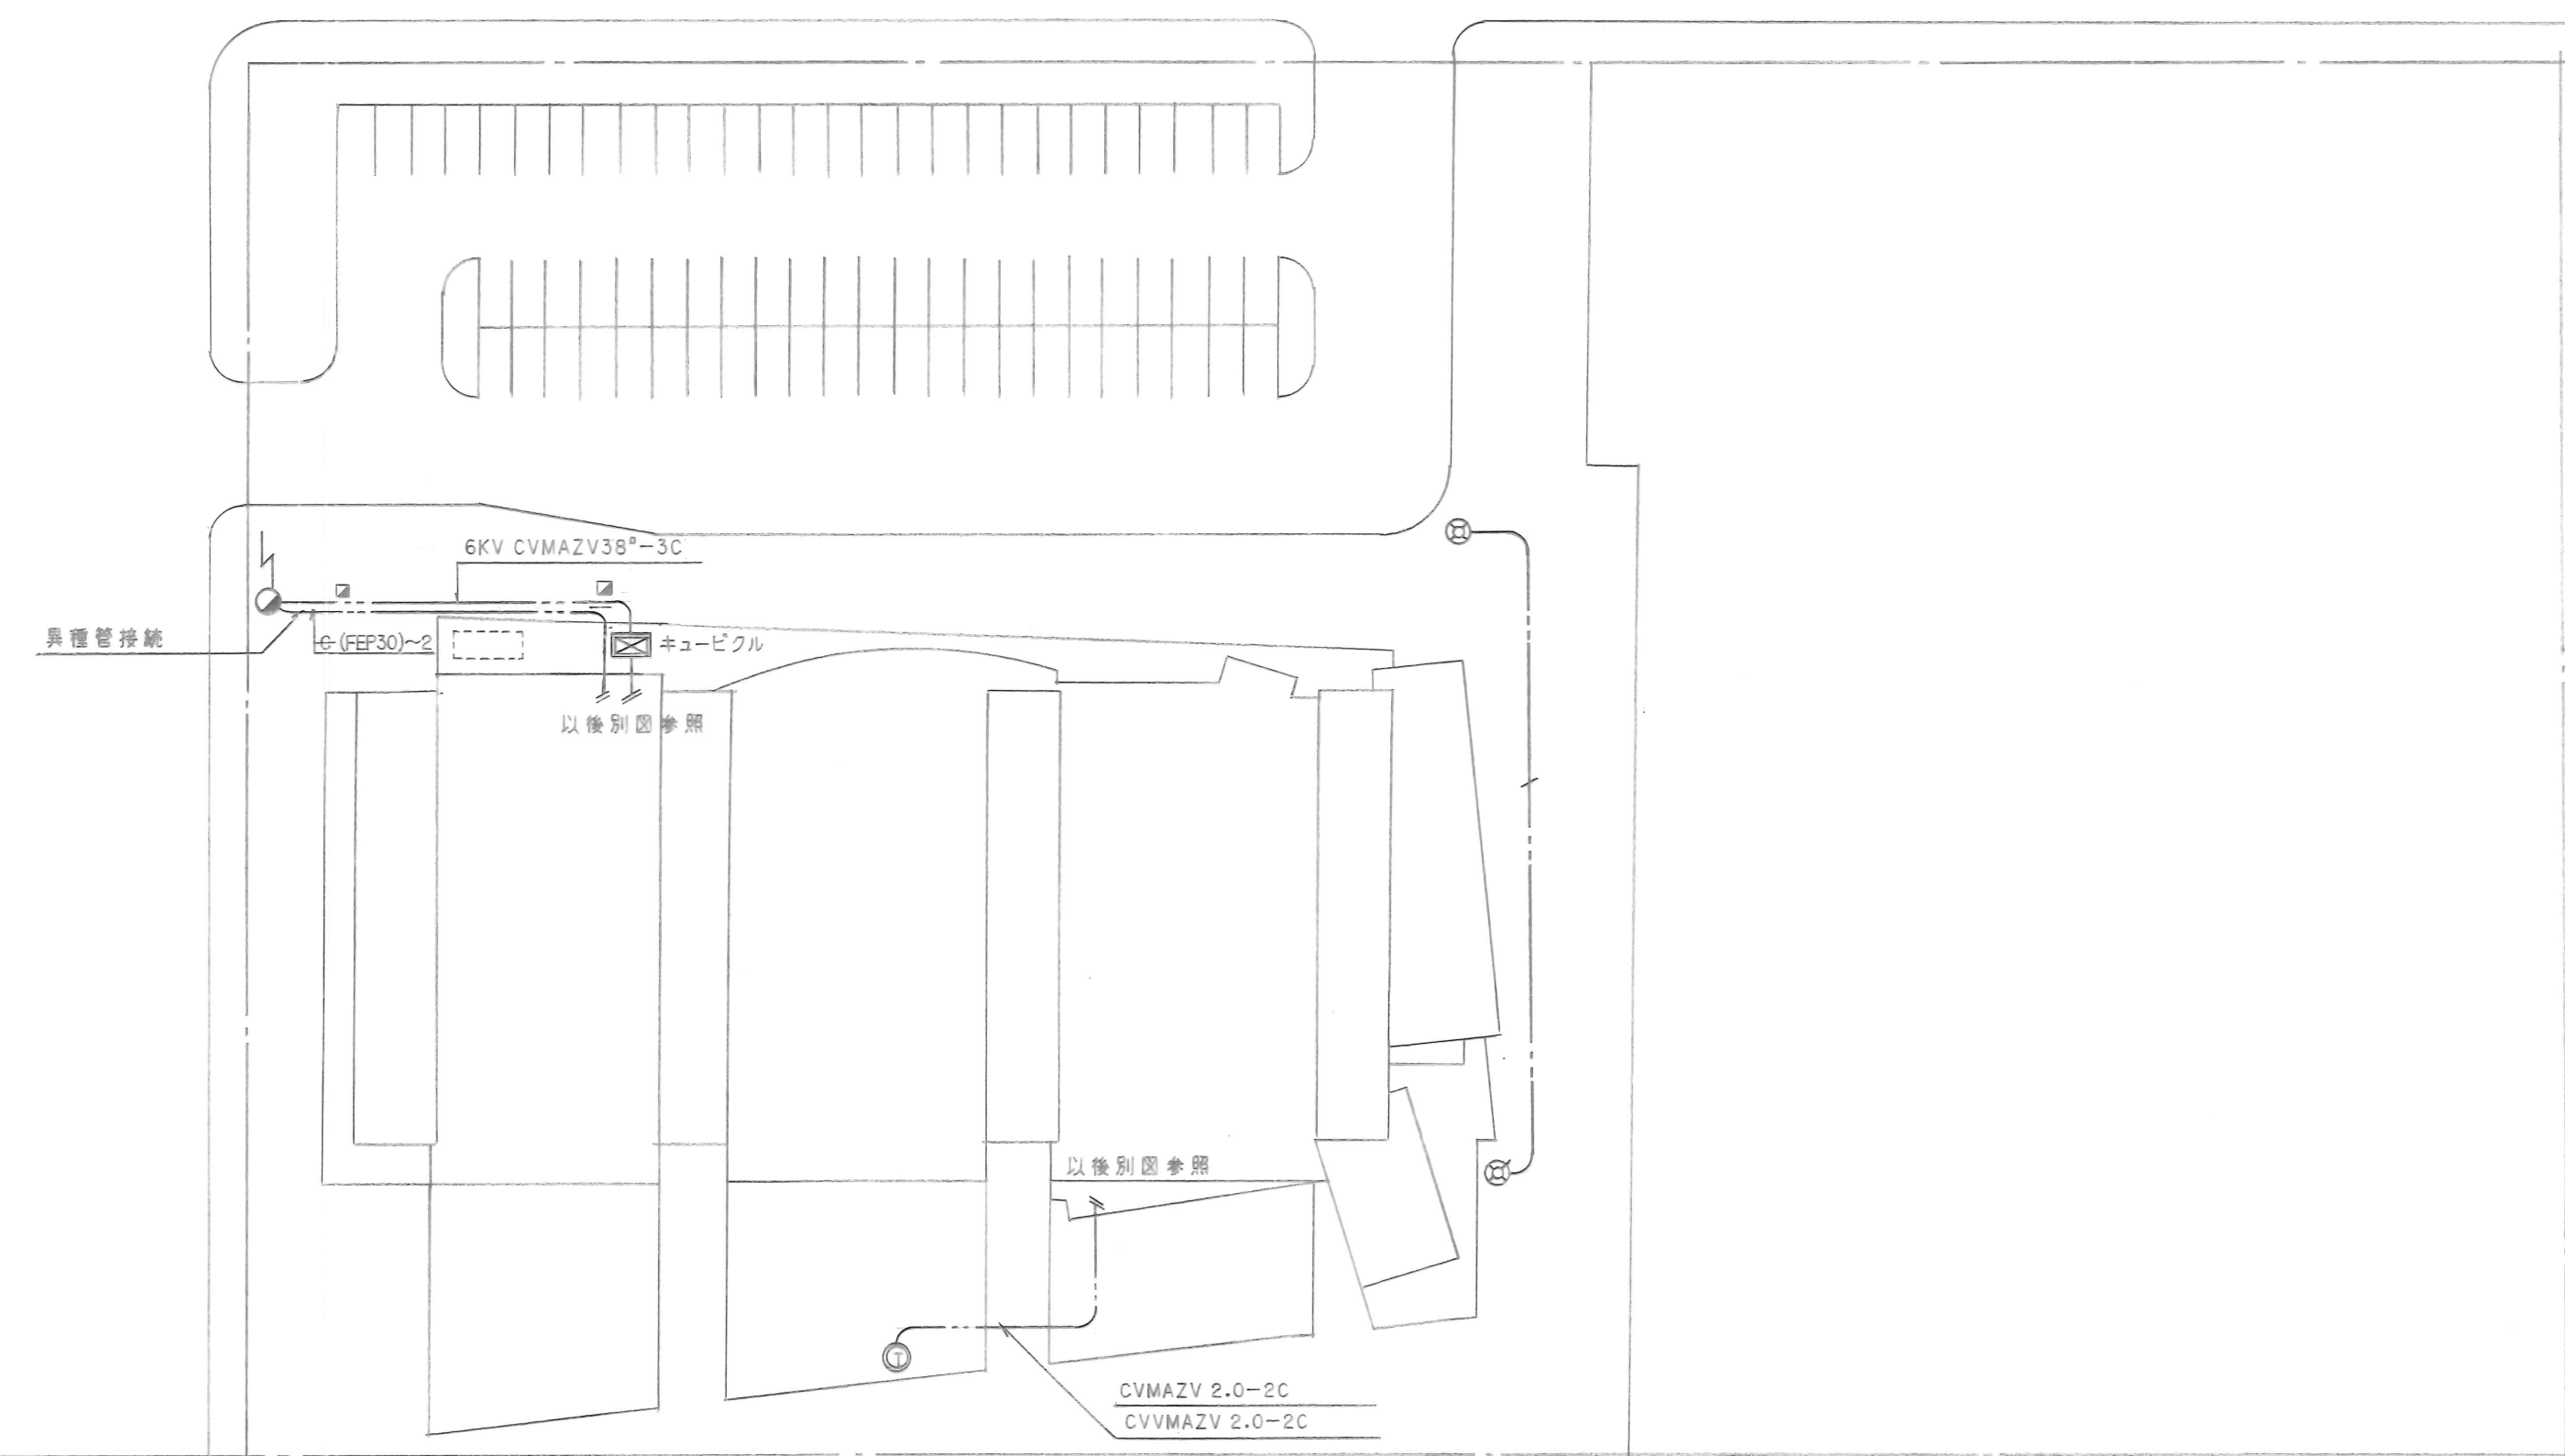 6KV CVMAZV38°-3C
異種管接続
C (FEP30)~2
キュービクル
以後別図参照
以後別図参照
T
CVMAZV 2.0-2C
CVVMAZV 2.0-2C